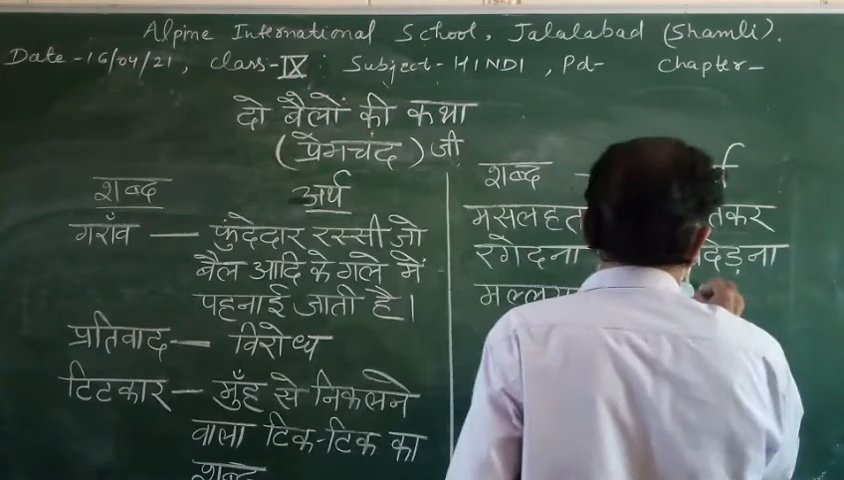 Alpine International School, Jalalabad (Shamli).
Date - 16/04/21, Class-IX : Subject - HINDI, Pd- Chapter-
दो बैलों की कथा
(प्रेमचंद) जी
शब्द अर्थ
गराँव — फुंदेदार रस्सी जो
बैल आदि के गले में
पहनाई जाती है।
प्रतिवाद — विरोध
टिटकार — मुँह से निकलने
वाला टिक-टिक का
शब्द
शब्द -
मसलहत
रगेदना